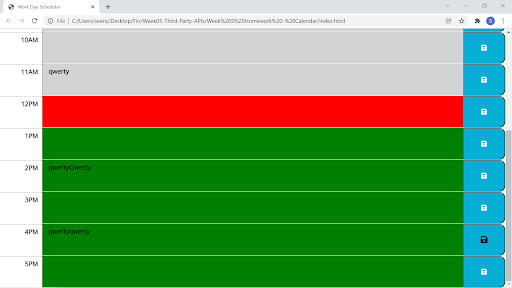 Work Day Scheduler
File | C:/Users/seans/Desktop/Fin/Week05-Third-Party-APIs/Week%205%20Homework%20-%20Calendar/index.html
10AM
11AM qwerty
12PM
1PM
2PM qwertyQwerty
3PM
4PM qwertyqwerty
5PM